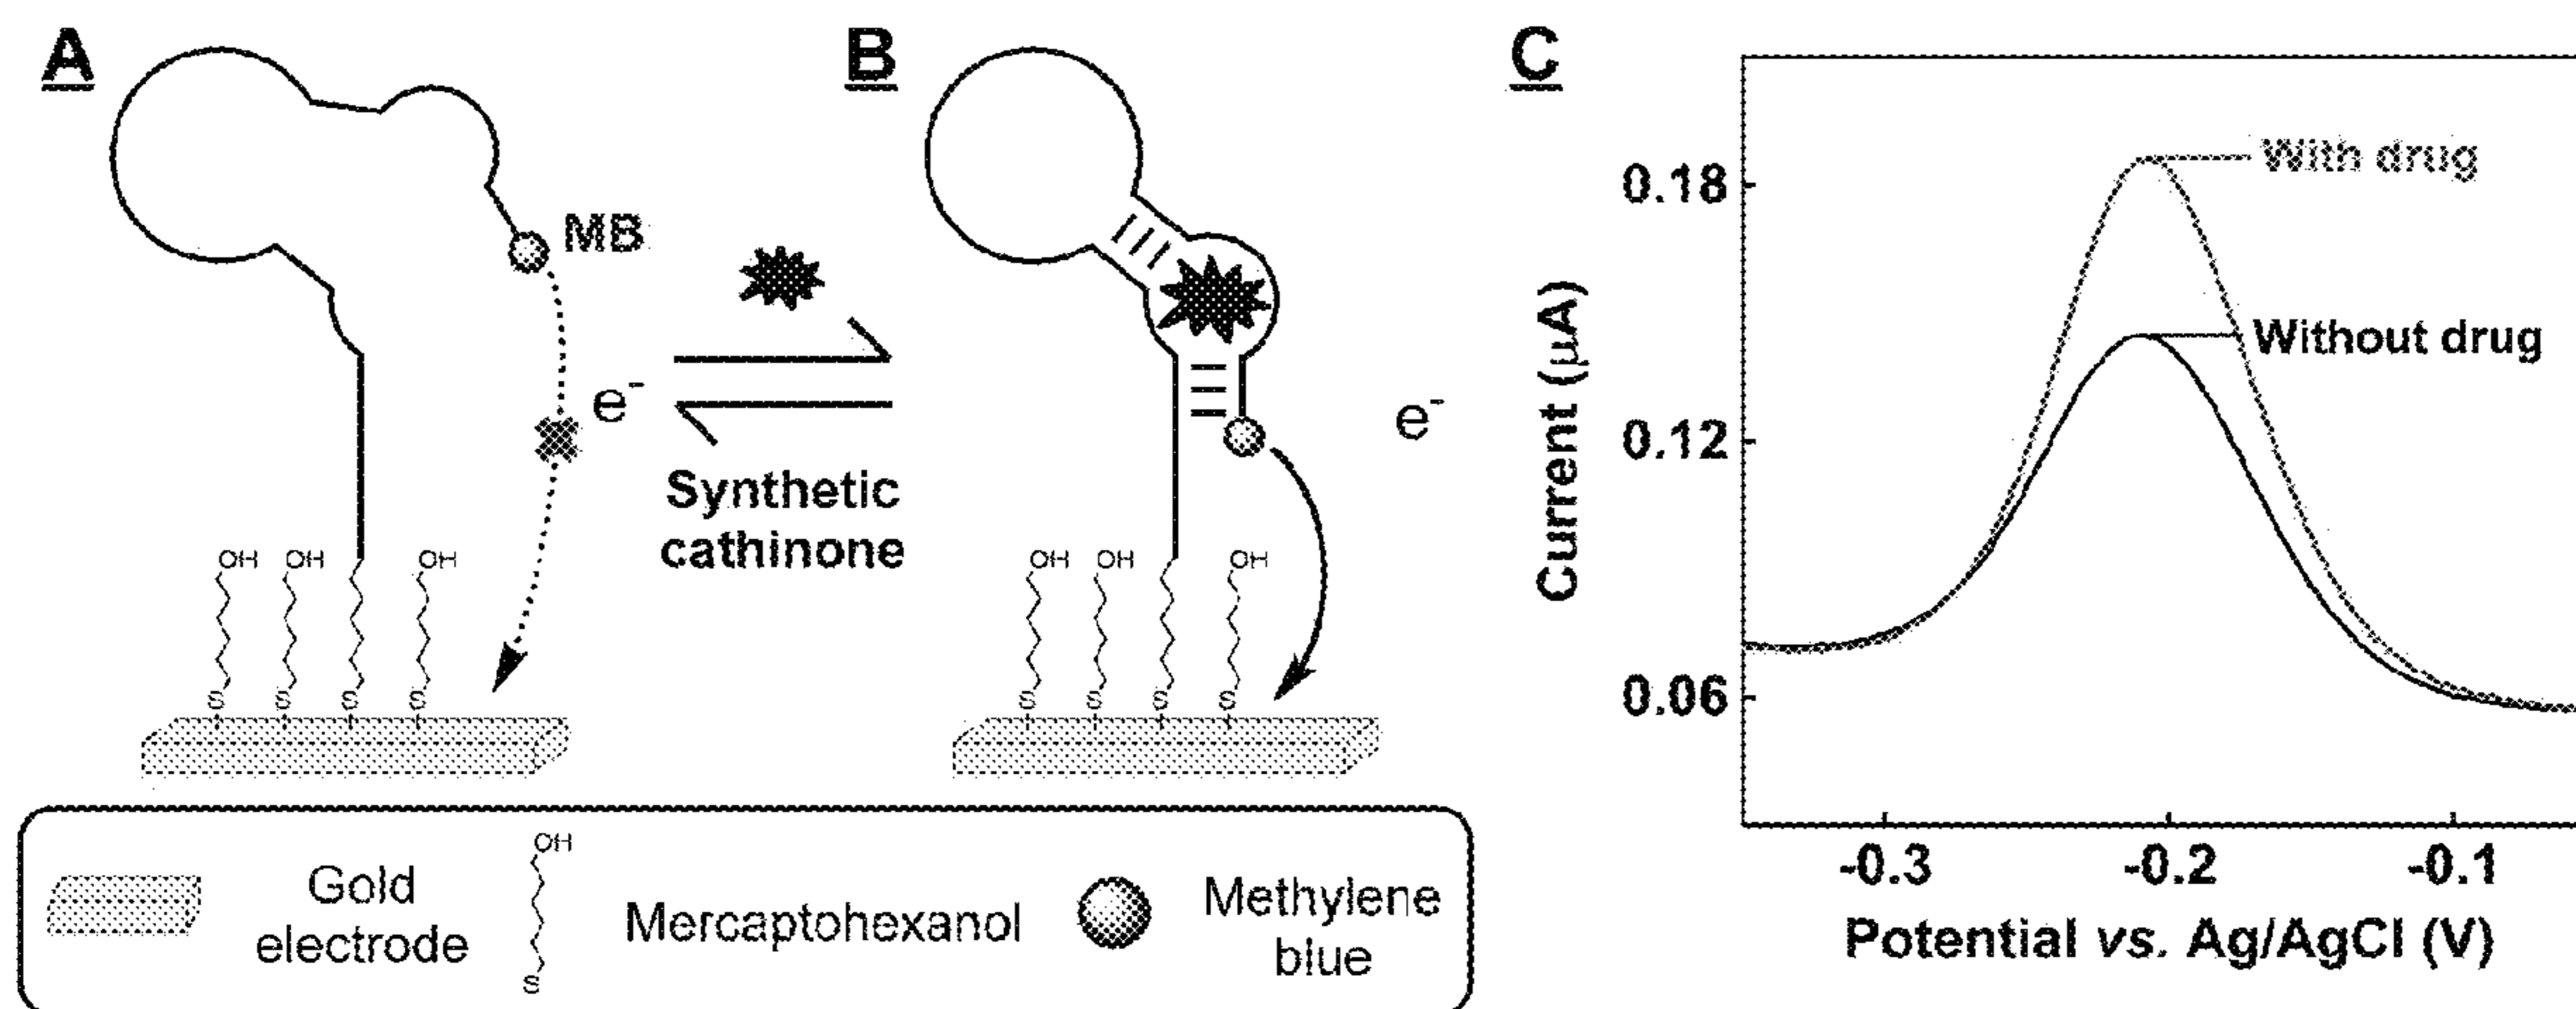 A
B
C
MB
e⁻
Synthetic
cathinone
e⁻
OH OH OH
S S S S
OH OH OH
S S S S
Gold
electrode
OH
S
Mercaptohexanol
Methylene
blue
Current (μA)
0.18
0.12
0.06
With drug
Without drug
-0.3 -0.2 -0.1
Potential vs. Ag/AgCl (V)